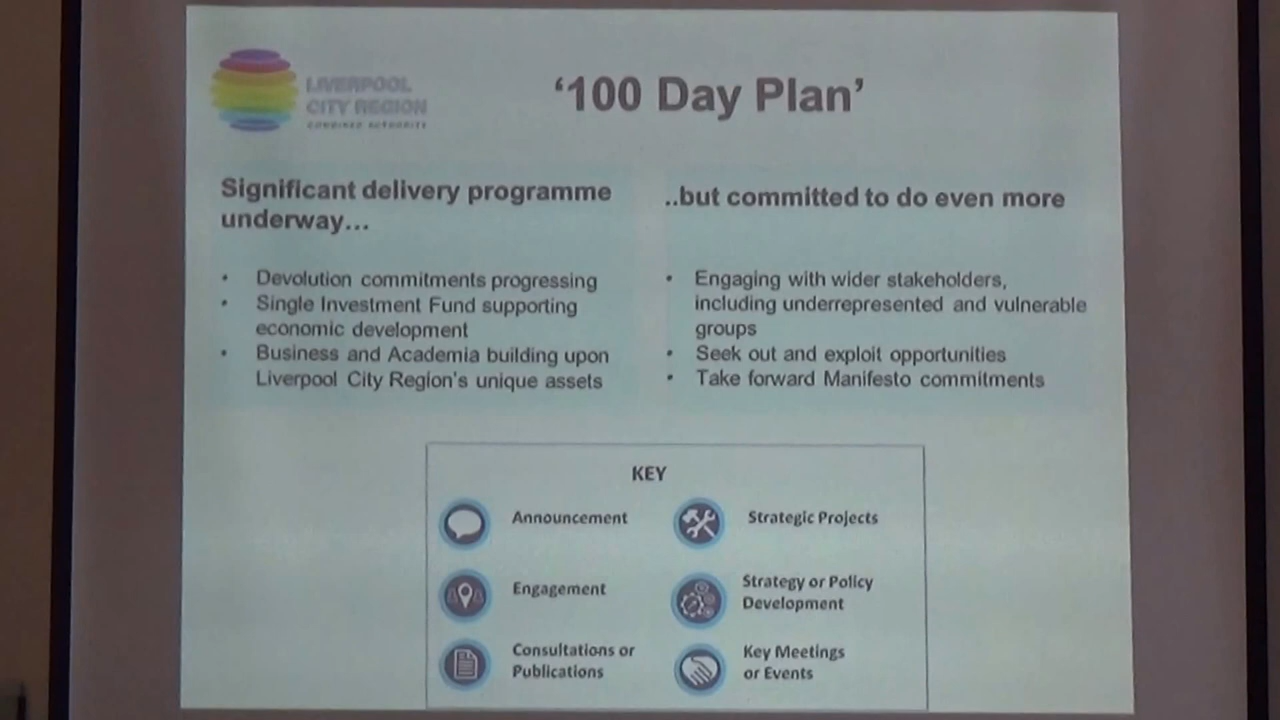 LIVERPOOL
CITY REGION
COMBINED AUTHORITY
‘100 Day Plan’
Significant delivery programme
underway...
• Devolution commitments progressing
• Single Investment Fund supporting
economic development
• Business and Academia building upon
Liverpool City Region's unique assets
..but committed to do even more
• Engaging with wider stakeholders,
including underrepresented and vulnerable
groups
• Seek out and exploit opportunities
• Take forward Manifesto commitments
KEY
Announcement
Strategic Projects
Engagement
Strategy or Policy
Development
Consultations or
Publications
Key Meetings
or Events